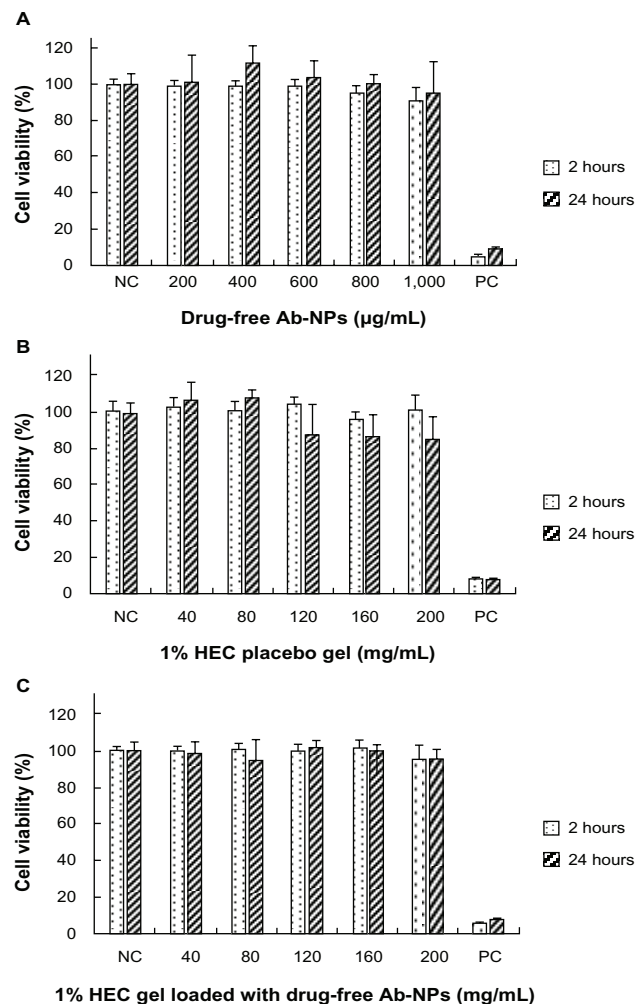 A
120
100
80
60
40
20
0
Cell viability (%)
NC 200 400 600 800 1,000 PC
Drug-free Ab-NPs (µg/mL)
2 hours
24 hours
B
120
100
80
60
40
20
0
Cell viability (%)
NC 40 80 120 160 200 PC
1% HEC placebo gel (mg/mL)
2 hours
24 hours
C
120
100
80
60
40
20
0
Cell viability (%)
NC 40 80 120 160 200 PC
1% HEC gel loaded with drug-free Ab-NPs (mg/mL)
2 hours
24 hours